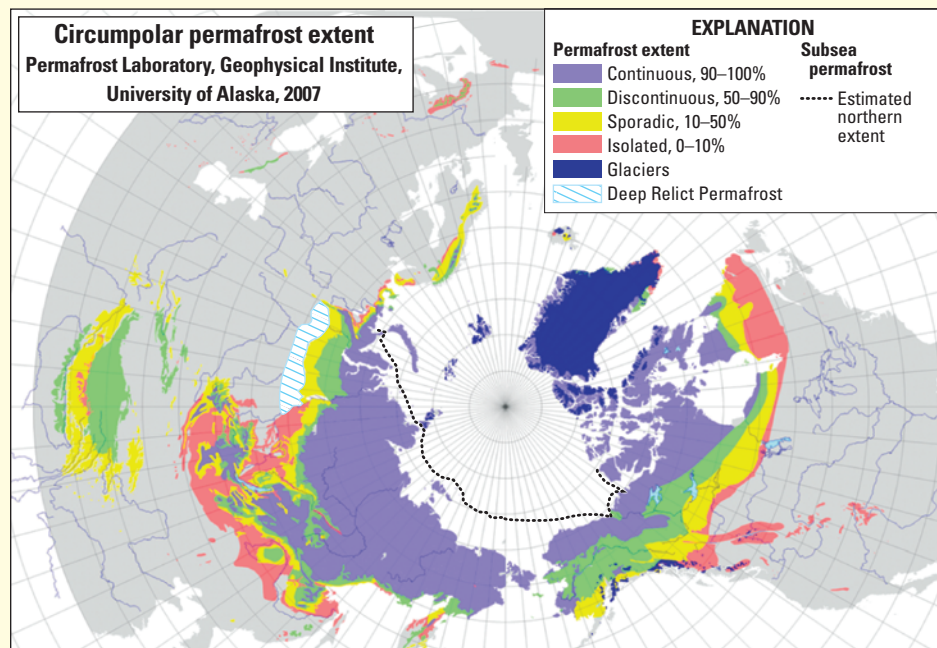 Circumpolar permafrost extent
Permafrost Laboratory, Geophysical Institute,
University of Alaska, 2007
EXPLANATION
Permafrost extent
Continuous, 90–100%
Discontinuous, 50–90%
Sporadic, 10–50%
Isolated, 0–10%
Glaciers
Deep Relict Permafrost
Subsea
permafrost
Estimated
northern
extent